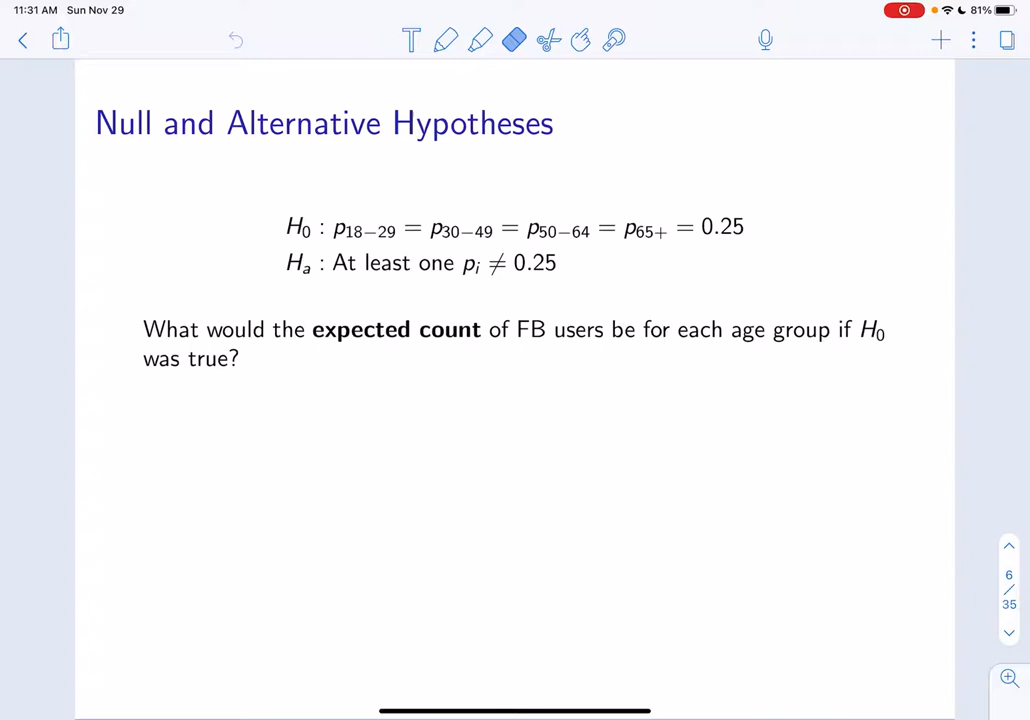 11:31 AM Sun Nov 29
81%
T
Null and Alternative Hypotheses
H₀ : p₁₈₋₂₉ = p₃₀₋₄₉ = p₅₀₋₆₄ = p₆₅₊ = 0.25
Hₐ : At least one pᵢ ≠ 0.25
What would the expected count of FB users be for each age group if H₀
was true?
6
/
35